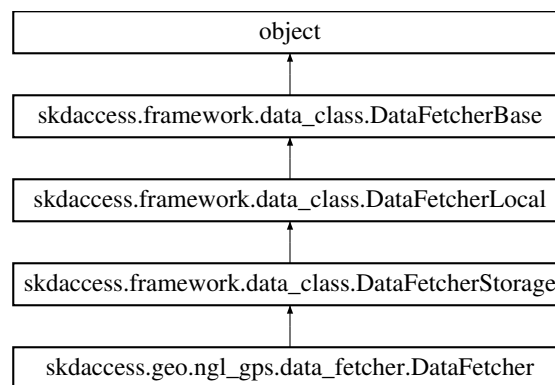 object
skdaccess.framework.data_class.DataFetcherBase
skdaccess.framework.data_class.DataFetcherLocal
skdaccess.framework.data_class.DataFetcherStorage
skdaccess.geo.ngl_gps.data_fetcher.DataFetcher